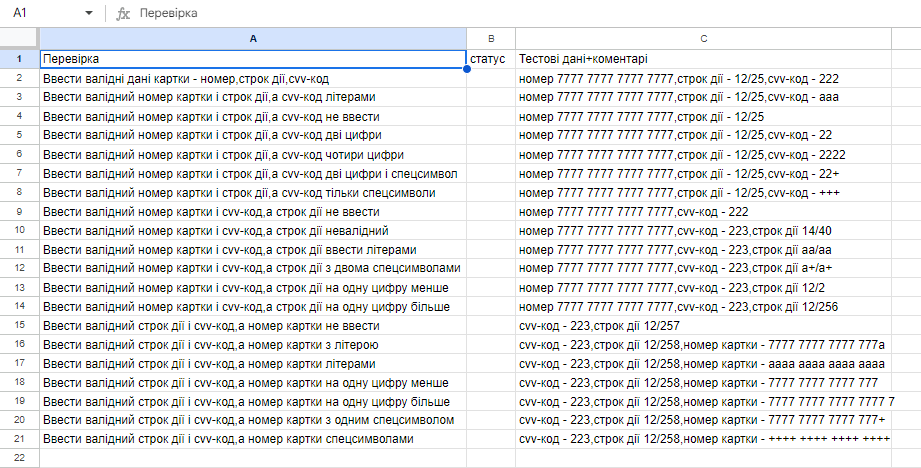 A1 fx Перевірка
A B C
1 Перевірка статус Тестові дані+коментарі
2 Ввести валідні дані картки - номер,строк дії,cvv-код номер 7777 7777 7777 7777,строк дії - 12/25,cvv-код - 222
3 Ввести валідний номер картки і строк дії,а cvv-код літерами номер 7777 7777 7777 7777,строк дії - 12/25,cvv-код - ааа
4 Ввести валідний номер картки і строк дії,а cvv-код не ввести номер 7777 7777 7777 7777,строк дії - 12/25
5 Ввести валідний номер картки і строк дії,а cvv-код дві цифри номер 7777 7777 7777 7777,строк дії - 12/25,cvv-код - 22
6 Ввести валідний номер картки і строк дії,а cvv-код чотири цифри номер 7777 7777 7777 7777,строк дії - 12/25,cvv-код - 2222
7 Ввести валідний номер картки і строк дії,а cvv-код дві цифри і спецсимвол номер 7777 7777 7777 7777,строк дії - 12/25,cvv-код - 22+
8 Ввести валідний номер картки і строк дії,а cvv-код тільки спецсимволи номер 7777 7777 7777 7777,строк дії - 12/25,cvv-код - +++
9 Ввести валідний номер картки і cvv-код,а строк дії не ввести номер 7777 7777 7777 7777,cvv-код - 222
10 Ввести валідний номер картки і cvv-код,а строк дії невалідний номер 7777 7777 7777 7777,cvv-код - 223,строк дії 14/40
11 Ввести валідний номер картки і cvv-код,а строк дії ввести літерами номер 7777 7777 7777 7777,cvv-код - 223,строк дії аа/аа
12 Ввести валідний номер картки і cvv-код,а строк дії з двома спецсимволами номер 7777 7777 7777 7777,cvv-код - 223,строк дії а+/а+
13 Ввести валідний номер картки і cvv-код,а строк дії на одну цифру менше номер 7777 7777 7777 7777,cvv-код - 223,строк дії 12/2
14 Ввести валідний номер картки і cvv-код,а строк дії на одну цифру більше номер 7777 7777 7777 7777,cvv-код - 223,строк дії 12/256
15 Ввести валідний строк дії і cvv-код,а номер картки не ввести cvv-код - 223,строк дії 12/257
16 Ввести валідний строк дії і cvv-код,а номер картки з літерою cvv-код - 223,строк дії 12/258,номер картки - 7777 7777 7777 777а
17 Ввести валідний строк дії і cvv-код,а номер картки літерами cvv-код - 223,строк дії 12/258,номер картки - аааа аааа аааа аааа
18 Ввести валідний строк дії і cvv-код,а номер картки на одну цифру менше cvv-код - 223,строк дії 12/258,номер картки - 7777 7777 7777 777
19 Ввести валідний строк дії і cvv-код,а номер картки на одну цифру більше cvv-код - 223,строк дії 12/258,номер картки - 7777 7777 7777 7777 7
20 Ввести валідний строк дії і cvv-код,а номер картки з одним спецсимволом cvv-код - 223,строк дії 12/258,номер картки - 7777 7777 7777 777+
21 Ввести валідний строк дії і cvv-код,а номер картки спецсимволами cvv-код - 223,строк дії 12/258,номер картки - ++++ ++++ ++++ ++++
22